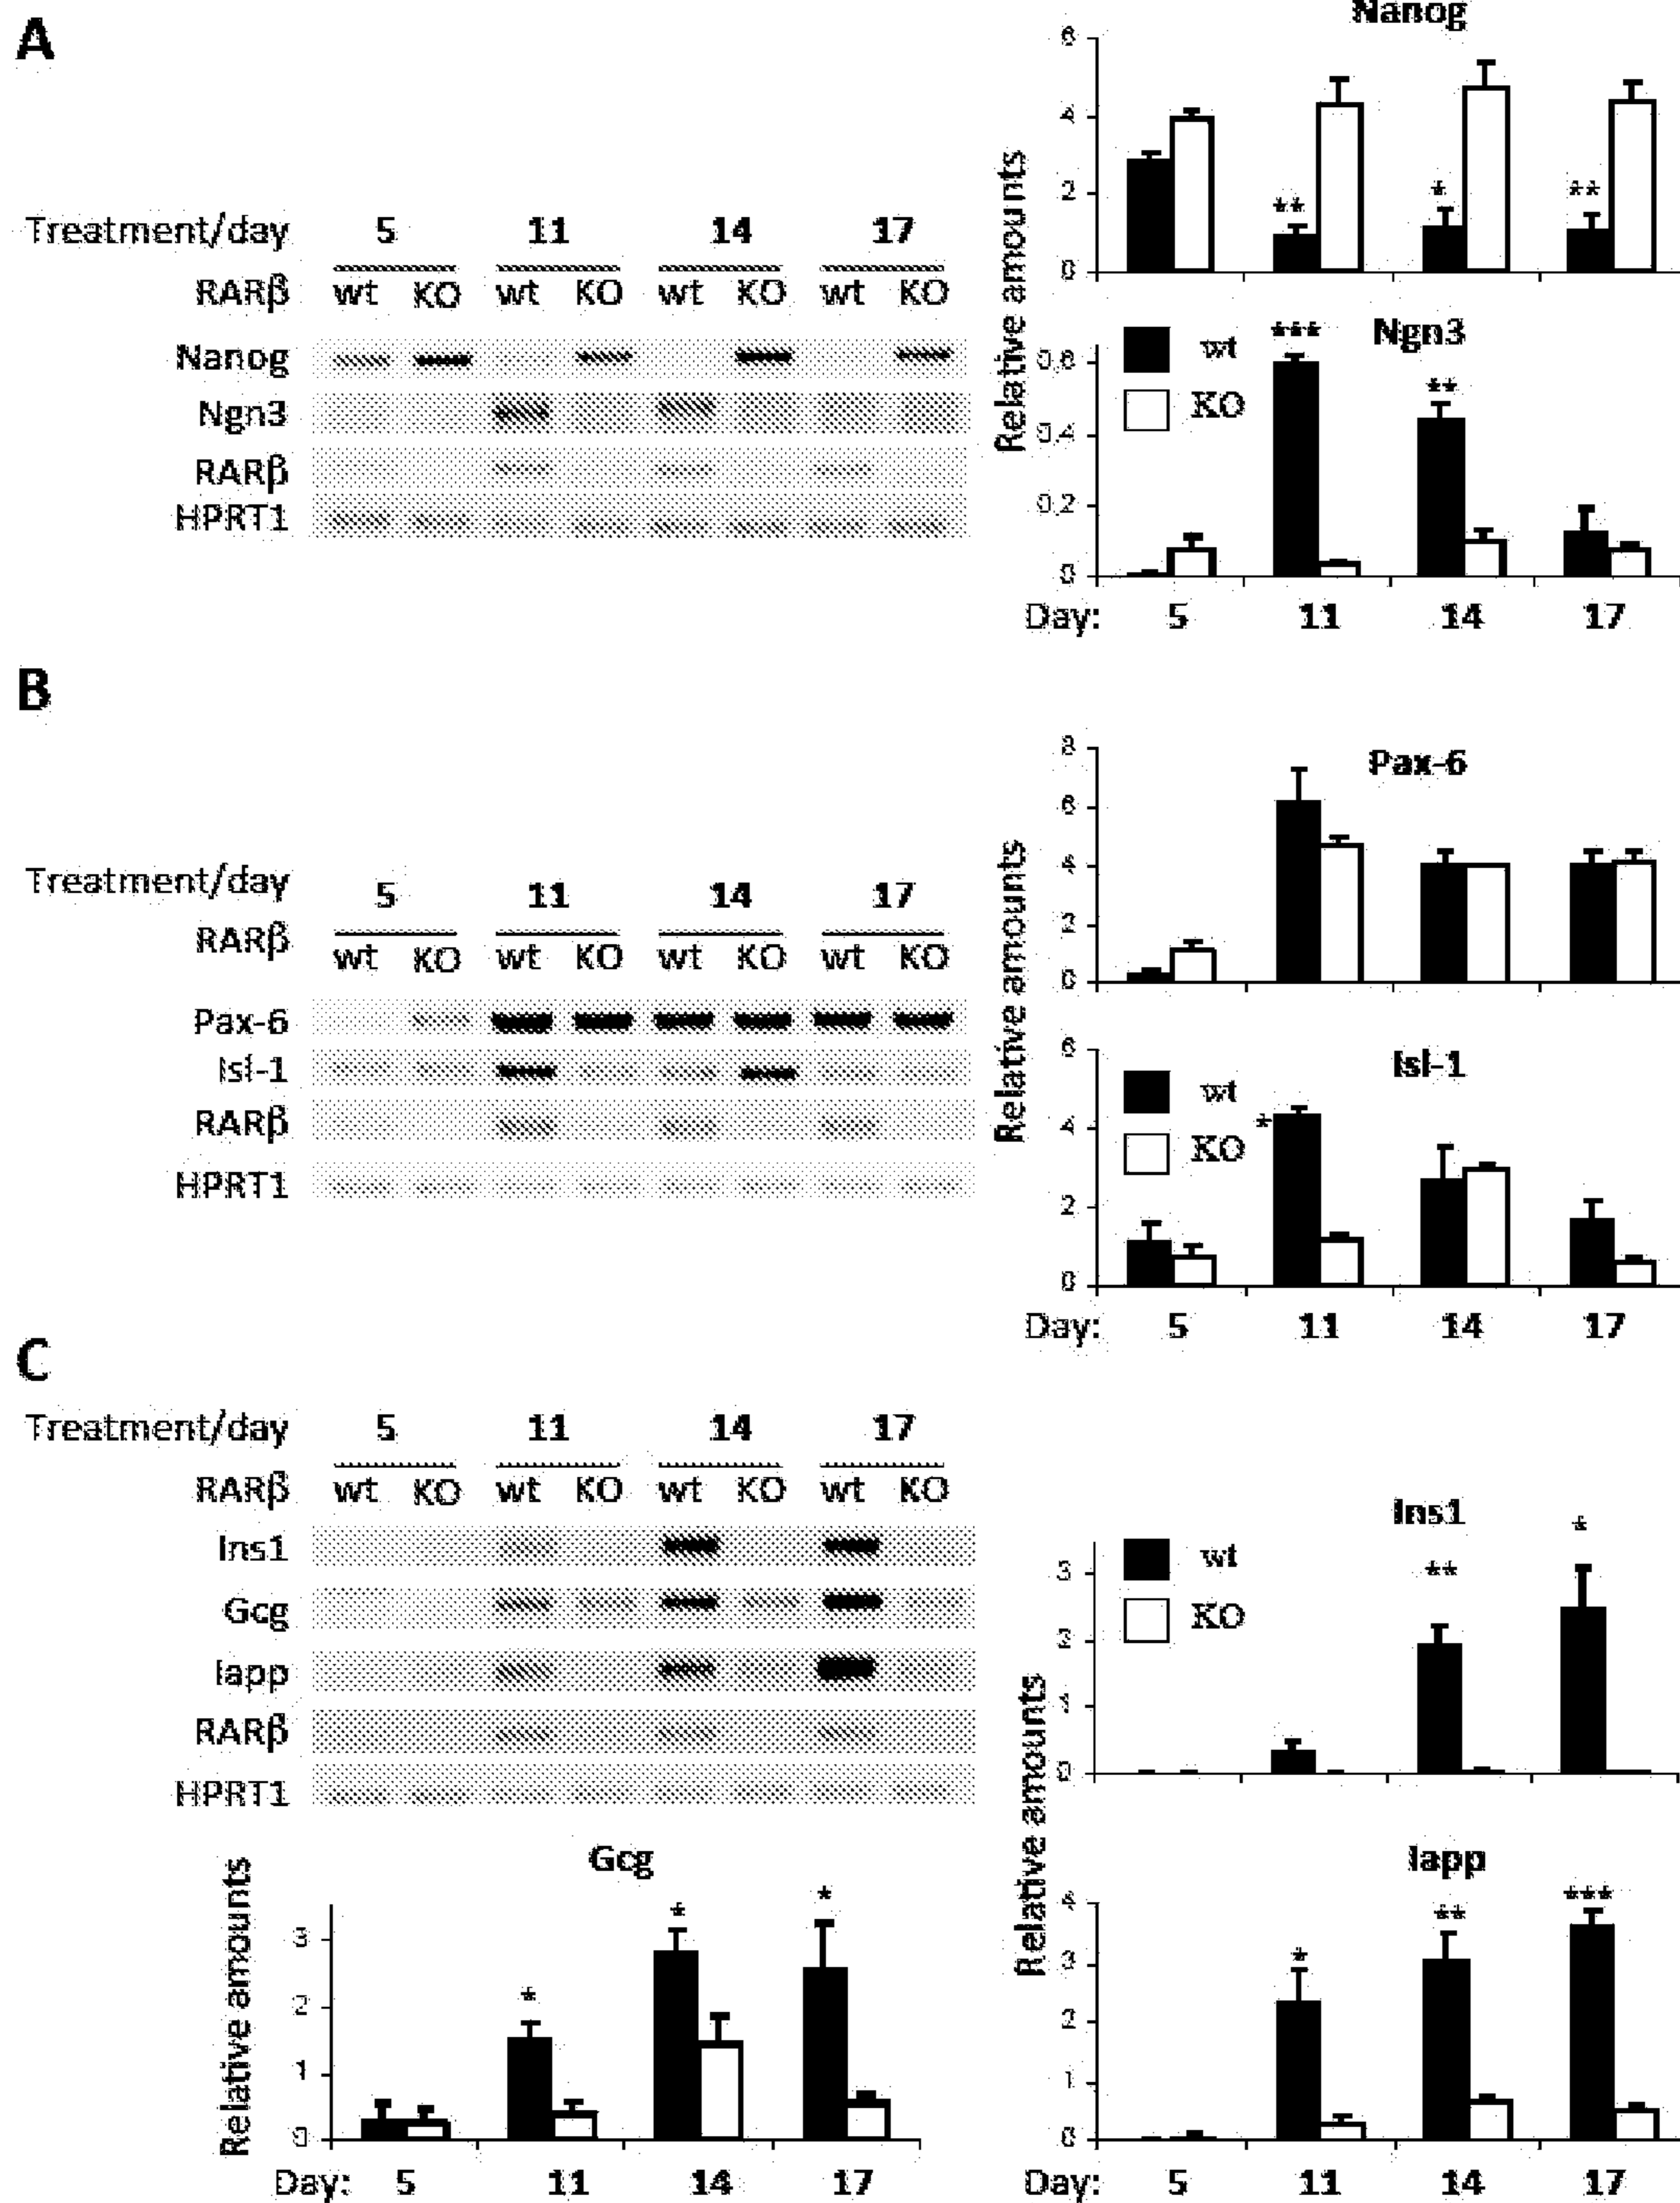 A
Treatment/day 5 11 14 17
RARβ wt KO wt KO wt KO wt KO
Nanog
Ngn3
RARβ
HPRT1
Nanog
Relative amounts
6
4
2
0
** * **
Ngn3
wt
KO
*** **
0.6
0.4
0.2
0
Day: 5 11 14 17
B
Treatment/day 5 11 14 17
RARβ wt KO wt KO wt KO wt KO
Pax-6
Isl-1
RARβ
HPRT1
Pax-6
Relative amounts
8
6
4
2
0
Isl-1
wt
KO
*
6
4
2
0
Day: 5 11 14 17
C
Treatment/day 5 11 14 17
RARβ wt KO wt KO wt KO wt KO
Ins1
Gcg
Iapp
RARβ
HPRT1
Ins1
wt
KO
** *
3
2
1
0
Relative amounts
Gcg
Relative amounts
* * *
3
2
1
0
Day: 5 11 14 17
Iapp
* ** ***
4
3
2
1
0
Day: 5 11 14 17